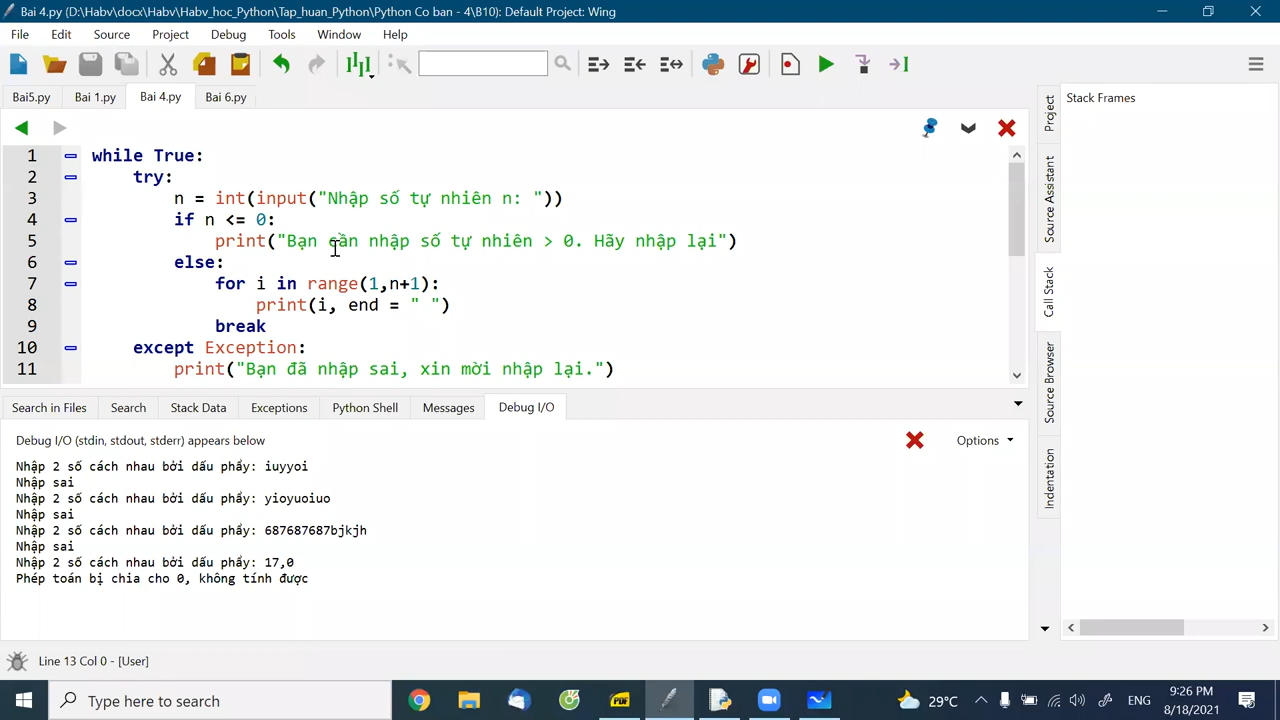 Bai 4.py (D:\Habv\docx\Habv\Habv_hoc_Python\Tap_huan_Python\Python Co ban - 4\B10): Default Project: Wing
File Edit Source Project Debug Tools Window Help
Bai5.py Bai 1.py Bai 4.py Bai 6.py
1 while True:
2 try:
3 n = int(input("Nhập số tự nhiên n: "))
4 if n <= 0:
5 print("Bạn cần nhập số tự nhiên > 0. Hãy nhập lại")
6 else:
7 for i in range(1,n+1):
8 print(i, end = " ")
9 break
10 except Exception:
11 print("Bạn đã nhập sai, xin mời nhập lại.")
Project
Source Assistant
Call Stack
Source Browser
Indentation
Stack Frames
Search in Files Search Stack Data Exceptions Python Shell Messages Debug I/O
Debug I/O (stdin, stdout, stderr) appears below
Options
Nhập 2 số cách nhau bởi dấu phẩy: iuyyoi
Nhập sai
Nhập 2 số cách nhau bởi dấu phẩy: yioyuoiuo
Nhập sai
Nhập 2 số cách nhau bởi dấu phẩy: 687687687bjkjh
Nhập sai
Nhập 2 số cách nhau bởi dấu phẩy: 17,0
Phép toán bị chia cho 0, không tính được
Line 13 Col 0 - [User]
Type here to search
PDF
29°C
ENG
9:26 PM
8/18/2021